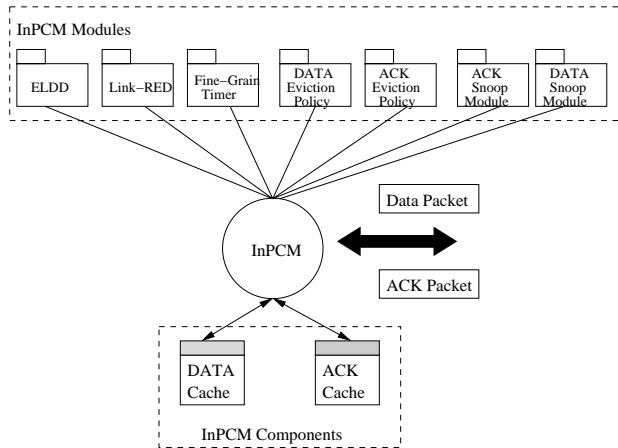 InPCM Modules
ELDD
Link-RED
Fine-Grain
Timer
DATA
Eviction
Policy
ACK
Eviction
Policy
ACK
Snoop
Module
DATA
Snoop
Module
Data Packet
InPCM
ACK Packet
DATA
Cache
ACK
Cache
InPCM Components